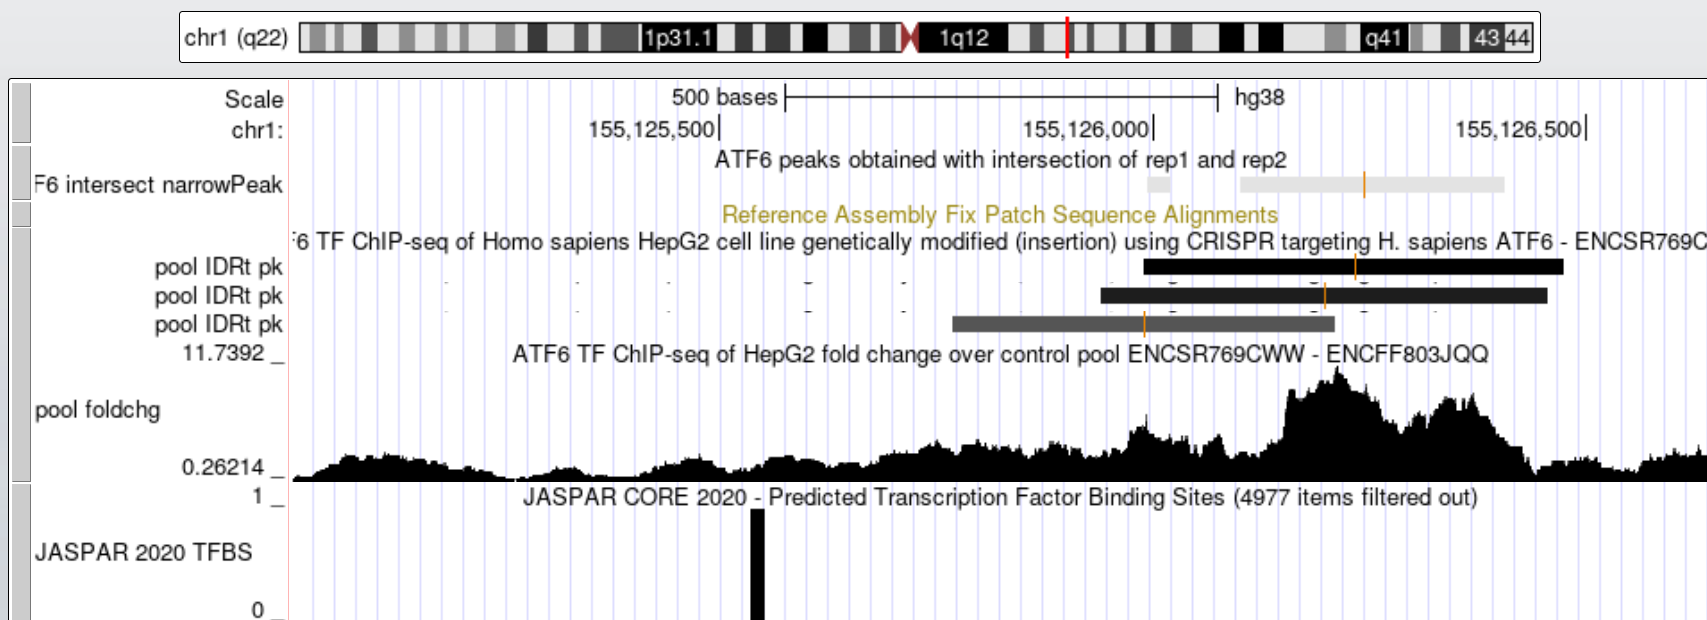 chr1 (q22) 1p31.1 1q12 q41 43 44
Scale 500 bases hg38
chr1: 155,125,500 155,126,000 155,126,500
ATF6 peaks obtained with intersection of rep1 and rep2
F6 intersect narrowPeak
Reference Assembly Fix Patch Sequence Alignments
F6 TF ChIP-seq of Homo sapiens HepG2 cell line genetically modified (insertion) using CRISPR targeting H. sapiens ATF6 - ENCSR769C
pool IDRt pk
pool IDRt pk
pool IDRt pk
11.7392 _ ATF6 TF ChIP-seq of HepG2 fold change over control pool ENCSR769CWW - ENCFF803JQQ
pool foldchg
0.26214 _
1 _ JASPAR CORE 2020 - Predicted Transcription Factor Binding Sites (4977 items filtered out)
JASPAR 2020 TFBS
0 _